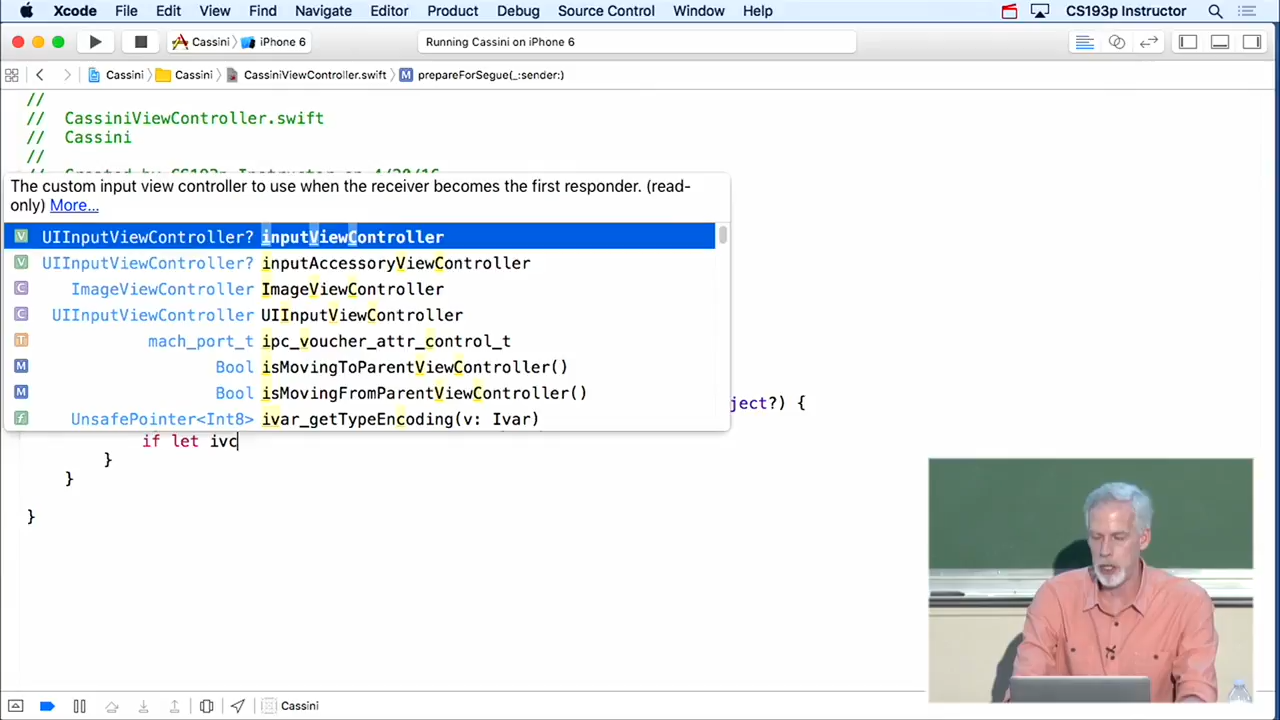 Xcode File Edit View Find Navigate Editor Product Debug Source Control Window Help CS193p Instructor
Cassini iPhone 6 Running Cassini on iPhone 6
Cassini Cassini CassiniViewController.swift M prepareForSegue(_:sender:)
//
// CassiniViewController.swift
// Cassini
//
The custom input view controller to use when the receiver becomes the first responder. (read-
only) More...
V UIInputViewController? inputViewController
V UIInputViewController? inputAccessoryViewController
C ImageViewController ImageViewController
C UIInputViewController UIInputViewController
T mach_port_t ipc_voucher_attr_control_t
M Bool isMovingToParentViewController()
M Bool isMovingFromParentViewController()
f UnsafePointer<Int8> ivar_getTypeEncoding(v: Ivar)
ject?) {
if let ivc
}
}
}
Cassini